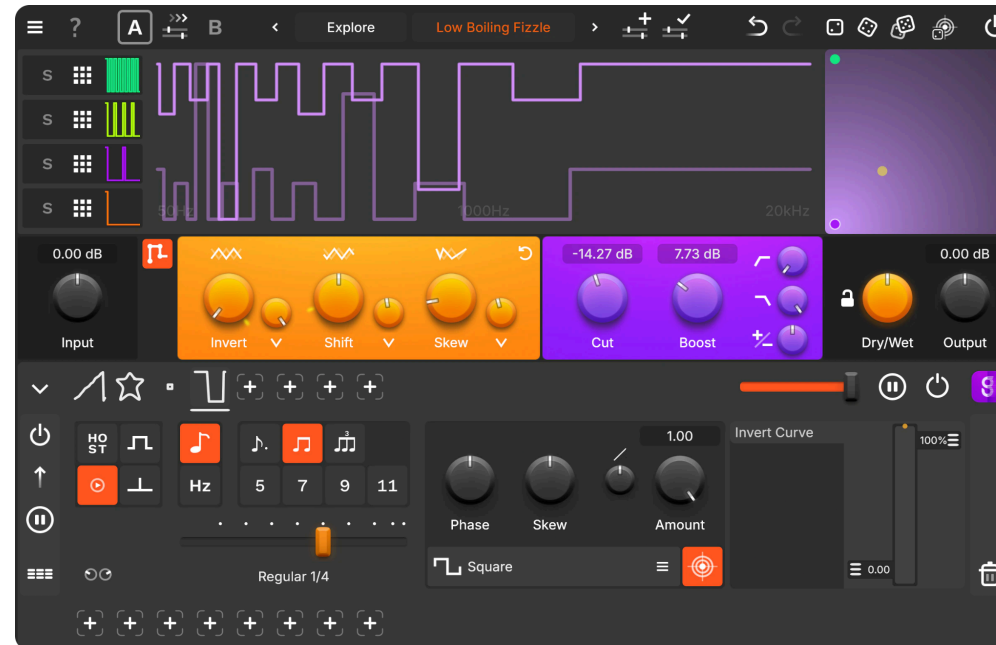 ? A B Explore Low Boiling Fizzle
S
S
S
S
50Hz 1000Hz 20kHz
0.00 dB -14.27 dB 7.73 dB 0.00 dB
Input Invert Shift Skew Cut Boost Dry/Wet Output
HO
ST
3
1.00 Invert Curve
100%
Hz 5 7 9 11
Phase Skew Amount
Regular 1/4 Square 0.00